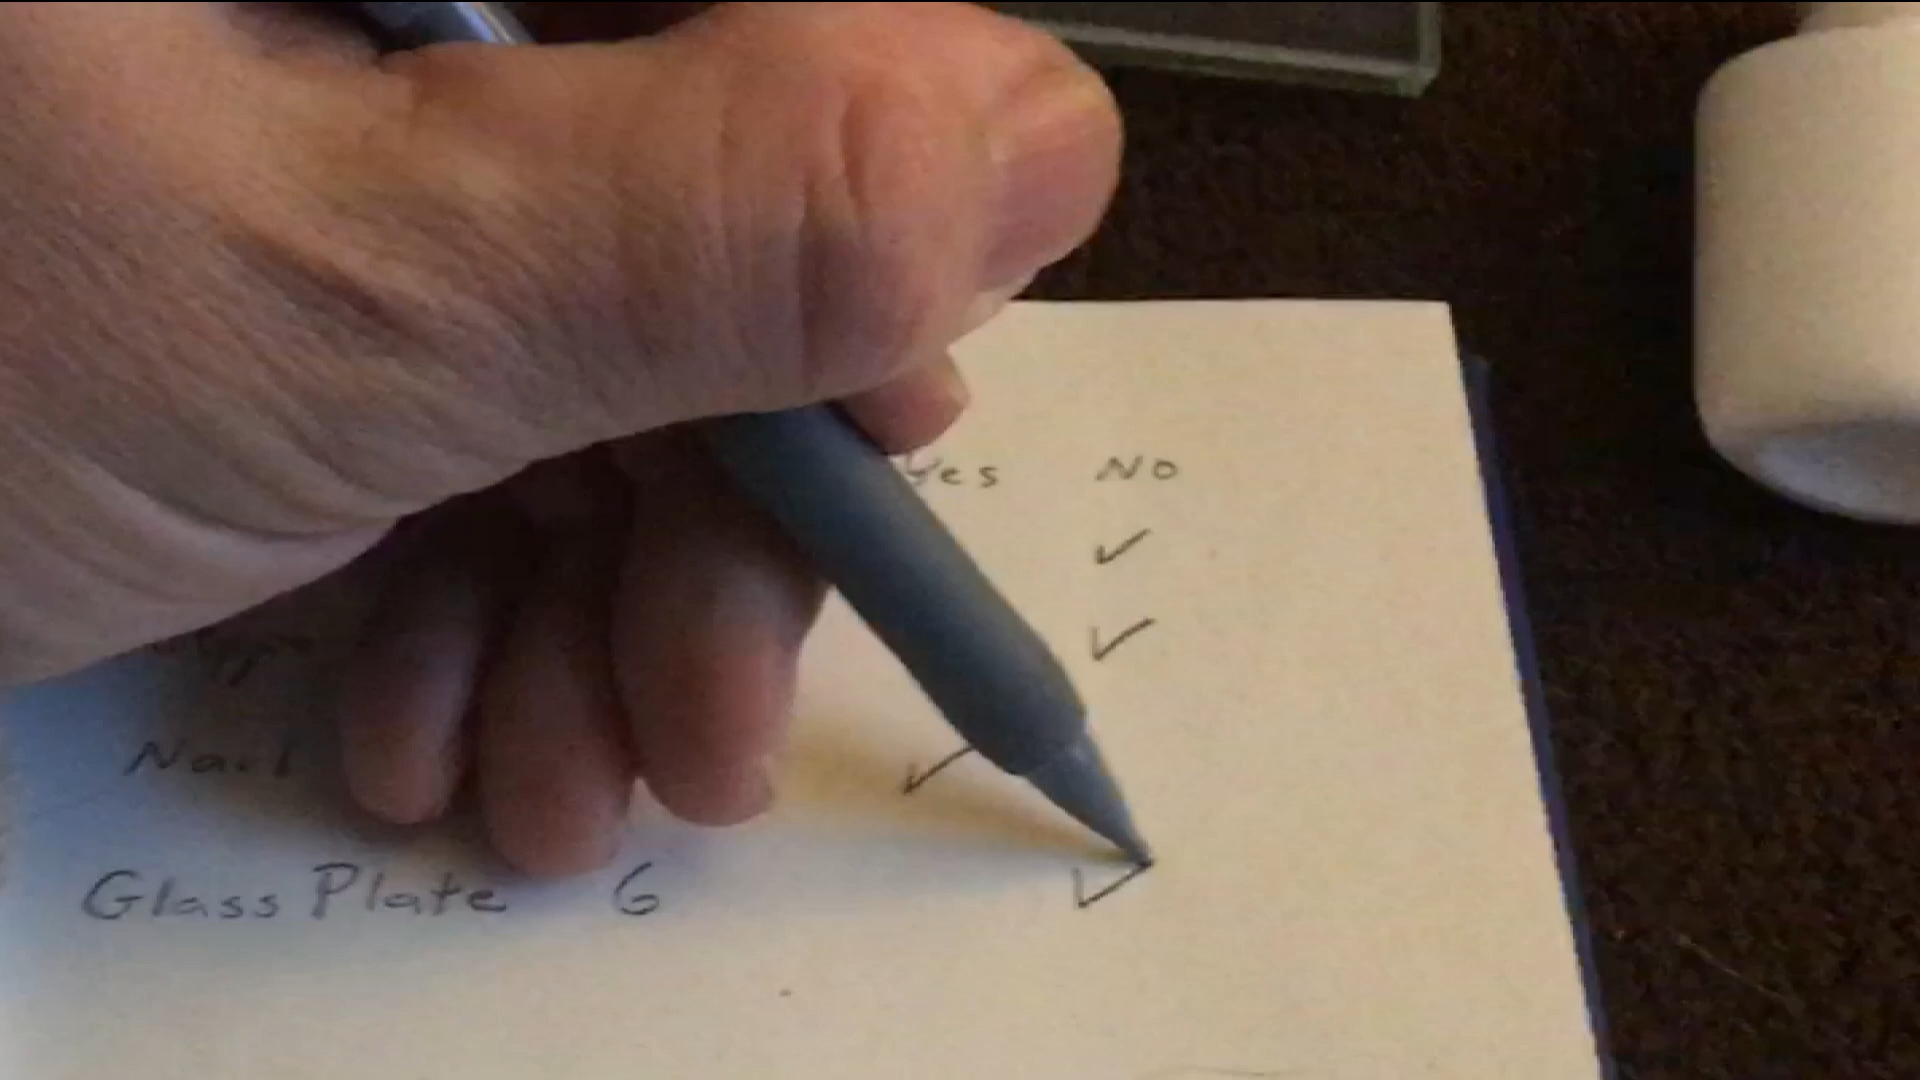 Yes No
✓
✓
Nail ✓
Glass Plate 6 ✓